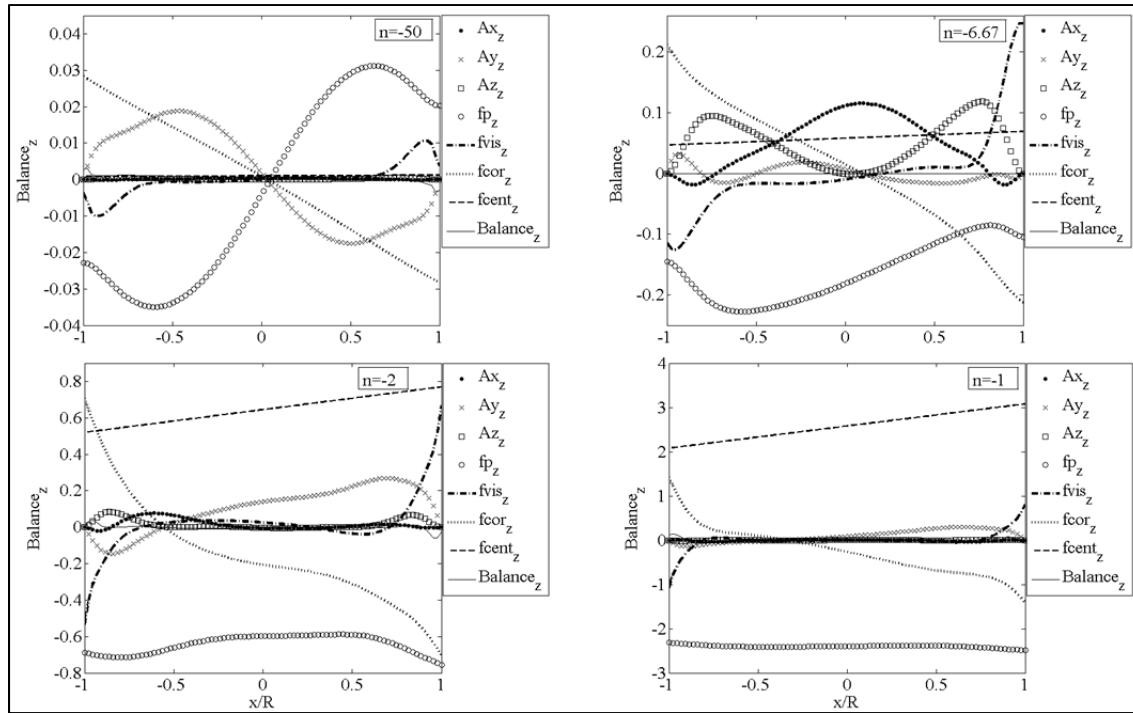 n=-50
Balance_z
0.05
0.04
0.03
0.02
0.01
0
-0.01
-0.02
-0.03
-0.04
-1
-0.5
0
0.5
1
x/R
Ax_z
Ay_z
Az_z
fp_z
fvis_z
fcor_z
fcent_z
Balance_z
n=-6.67
Balance_z
0.2
0.1
0
-0.1
-0.2
-1
-0.5
0
0.5
1
x/R
Ax_z
Ay_z
Az_z
fp_z
fvis_z
fcor_z
fcent_z
Balance_z
n=-2
Balance_z
0.8
0.6
0.4
0.2
0
-0.2
-0.4
-0.6
-0.8
-1
-0.5
0
0.5
1
x/R
Ax_z
Ay_z
Az_z
fp_z
fvis_z
fcor_z
fcent_z
Balance_z
n=-1
Balance_z
4
3
2
1
0
-1
-2
-3
-1
-0.5
0
0.5
1
x/R
Ax_z
Ay_z
Az_z
fp_z
fvis_z
fcor_z
fcent_z
Balance_z